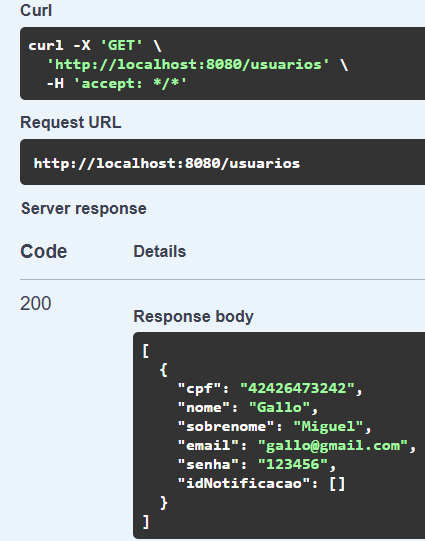 Curl
curl -X 'GET' \
'http://localhost:8080/usuarios' \
-H 'accept: */*'
Request URL
http://localhost:8080/usuarios
Server response
Code Details
200
Response body
[
{
"cpf": "42426473242",
"nome": "Gallo",
"sobrenome": "Miguel",
"email": "gallo@gmail.com",
"senha": "123456",
"idNotificacao": []
}
]